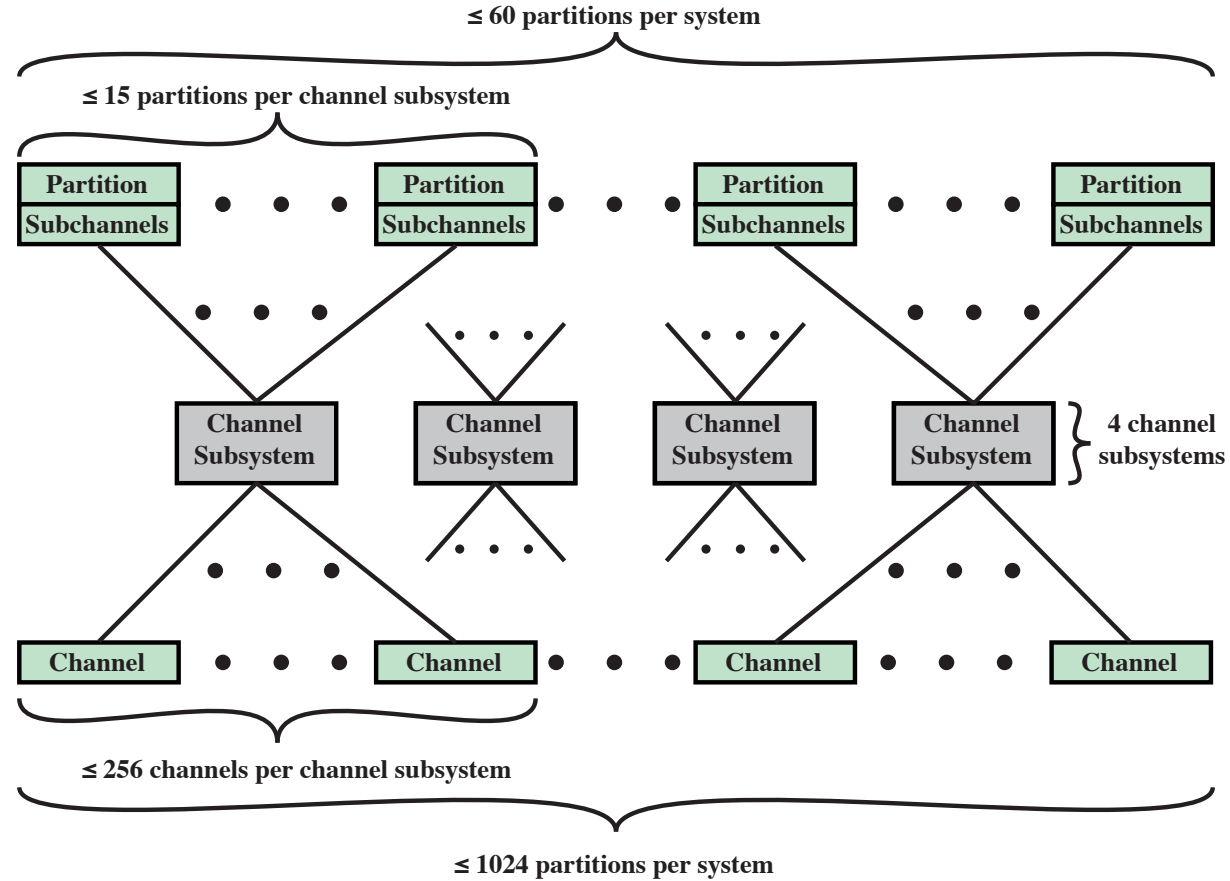 ≤ 60 partitions per system
≤ 15 partitions per channel subsystem
Partition
Subchannels
Partition
Subchannels
Partition
Subchannels
Partition
Subchannels
Channel
Subsystem
Channel
Subsystem
Channel
Subsystem
Channel
Subsystem
4 channel
subsystems
Channel
Channel
Channel
Channel
≤ 256 channels per channel subsystem
≤ 1024 partitions per system